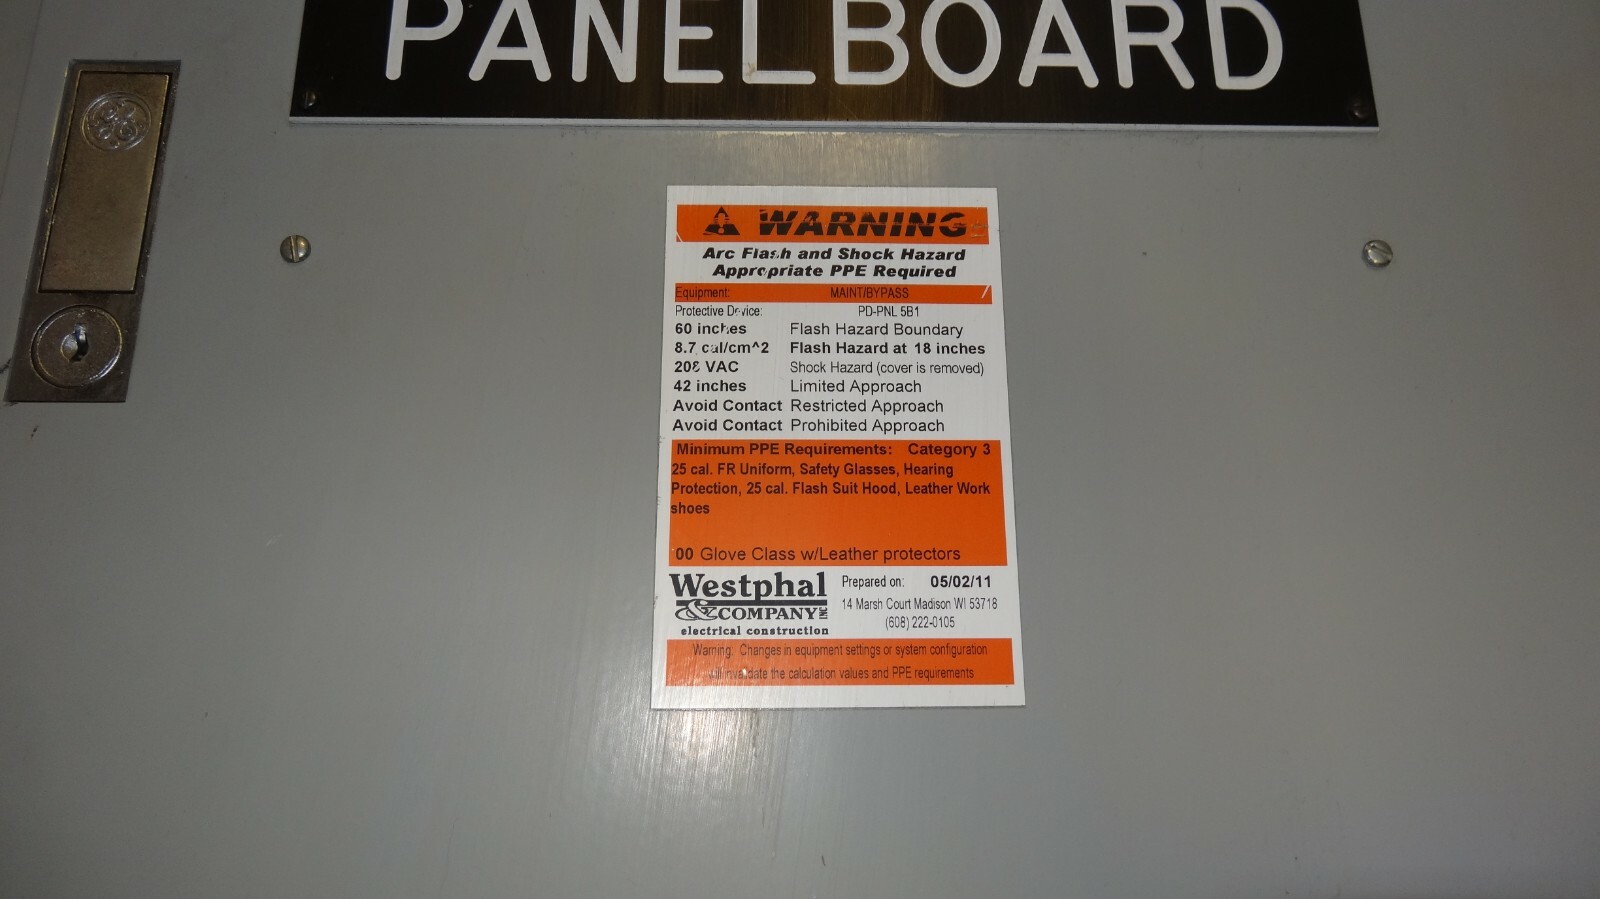 PANELBOARD
WARNING
Arc Flash and Shock Hazard
Appropriate PPE Required
Equipment: MAINT/BYPASS
Protective Device: PD-PNL 5B1
60 inches Flash Hazard Boundary
8.7 cal/cm^2 Flash Hazard at 18 inches
208 VAC Shock Hazard (cover is removed)
42 inches Limited Approach
Avoid Contact Restricted Approach
Avoid Contact Prohibited Approach
Minimum PPE Requirements: Category 3
25 cal. FR Uniform, Safety Glasses, Hearing
Protection, 25 cal. Flash Suit Hood, Leather Work
shoes
00 Glove Class w/Leather protectors
Westphal
& COMPANY INC
electrical construction
Prepared on: 05/02/11
14 Marsh Court Madison WI 53718
(608) 222-0105
Warning: Changes in equipment settings or system configuration
will invalidate the calculation values and PPE requirements